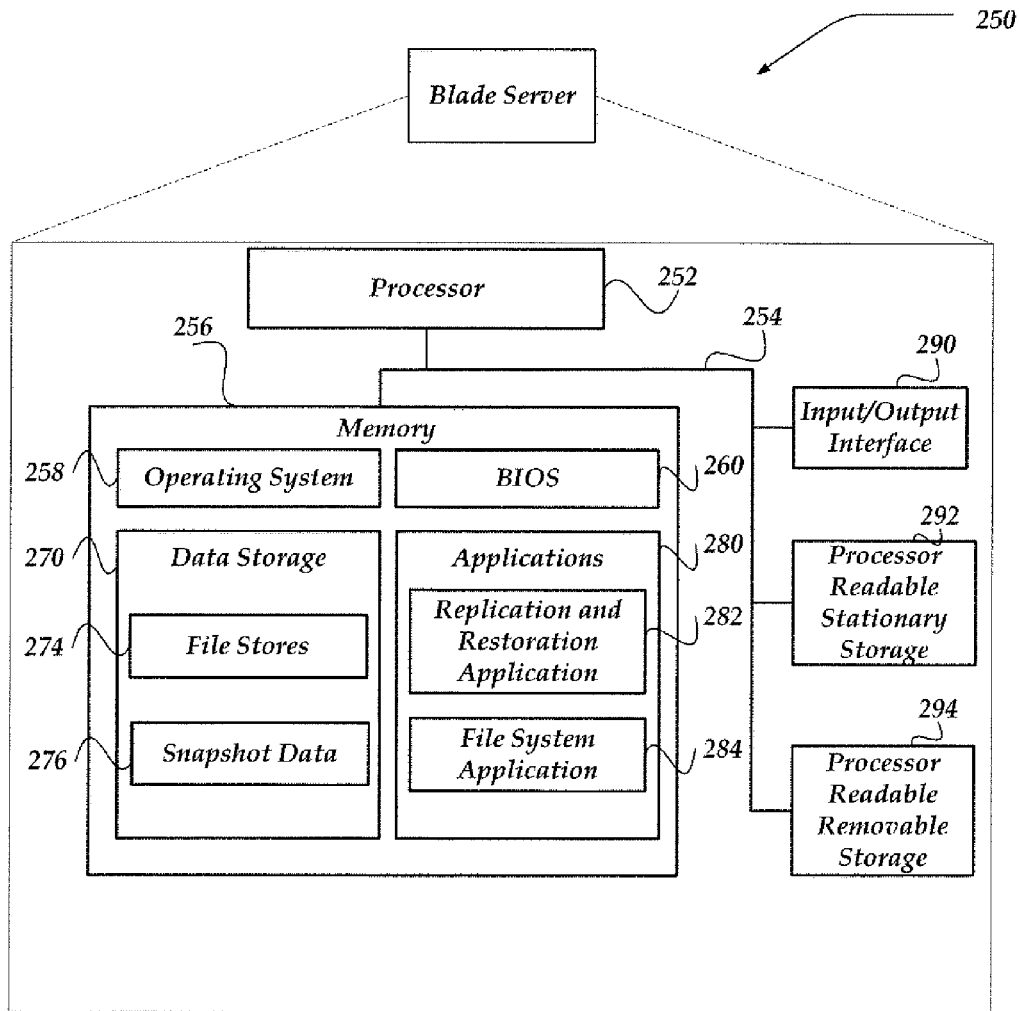 250
Blade Server
Processor
252
256
254
290
Input/Output
Interface
Memory
258
Operating System
BIOS
260
270
Data Storage
Applications
280
292
Processor
Readable
Stationary
Storage
274
File Stores
Replication and
Restoration
Application
282
276
Snapshot Data
File System
Application
284
294
Processor
Readable
Removable
Storage